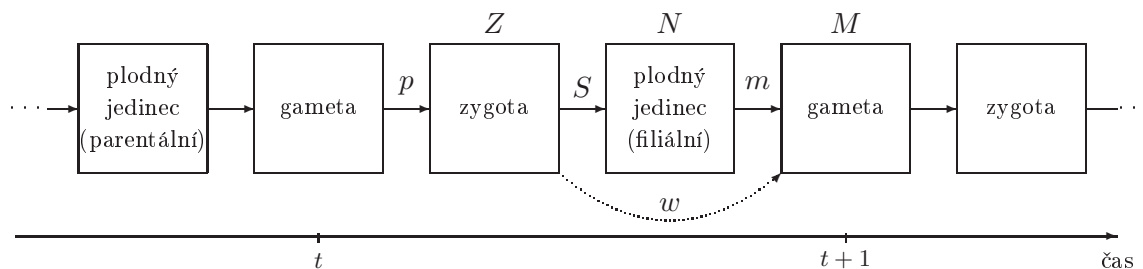 Z N M
plodný
jedinec
(parentální)
gameta
p
zygota
S
plodný
jedinec
(filiální)
m
gameta
zygota
w
t
t + 1
čas